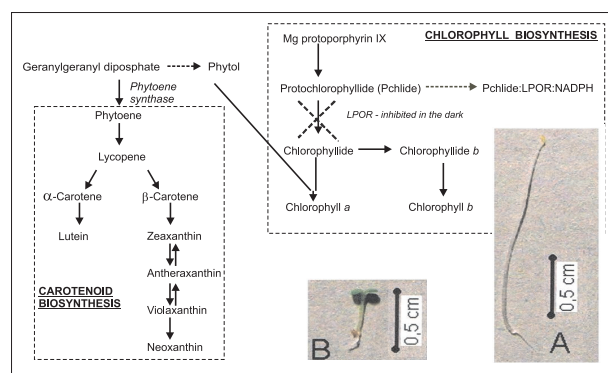 CHLOROPHYLL BIOSYNTHESIS
Mg protoporphyrin IX
Geranylgeranyl diposphate
Phytol
Protochlorophyllide (Pchlide)
Pchlide:LPOR:NADPH
Phytoene
synthase
LPOR - inhibited in the dark
Phytoene
Lycopene
Chlorophyllide
Chlorophyllide b
α-Carotene
β-Carotene
Chlorophyll a
Chlorophyll b
Lutein
Zeaxanthin
Antheraxanthin
CAROTENOID
BIOSYNTHESIS
Violaxanthin
Neoxanthin
B
0,5 cm
0,5 cm
A